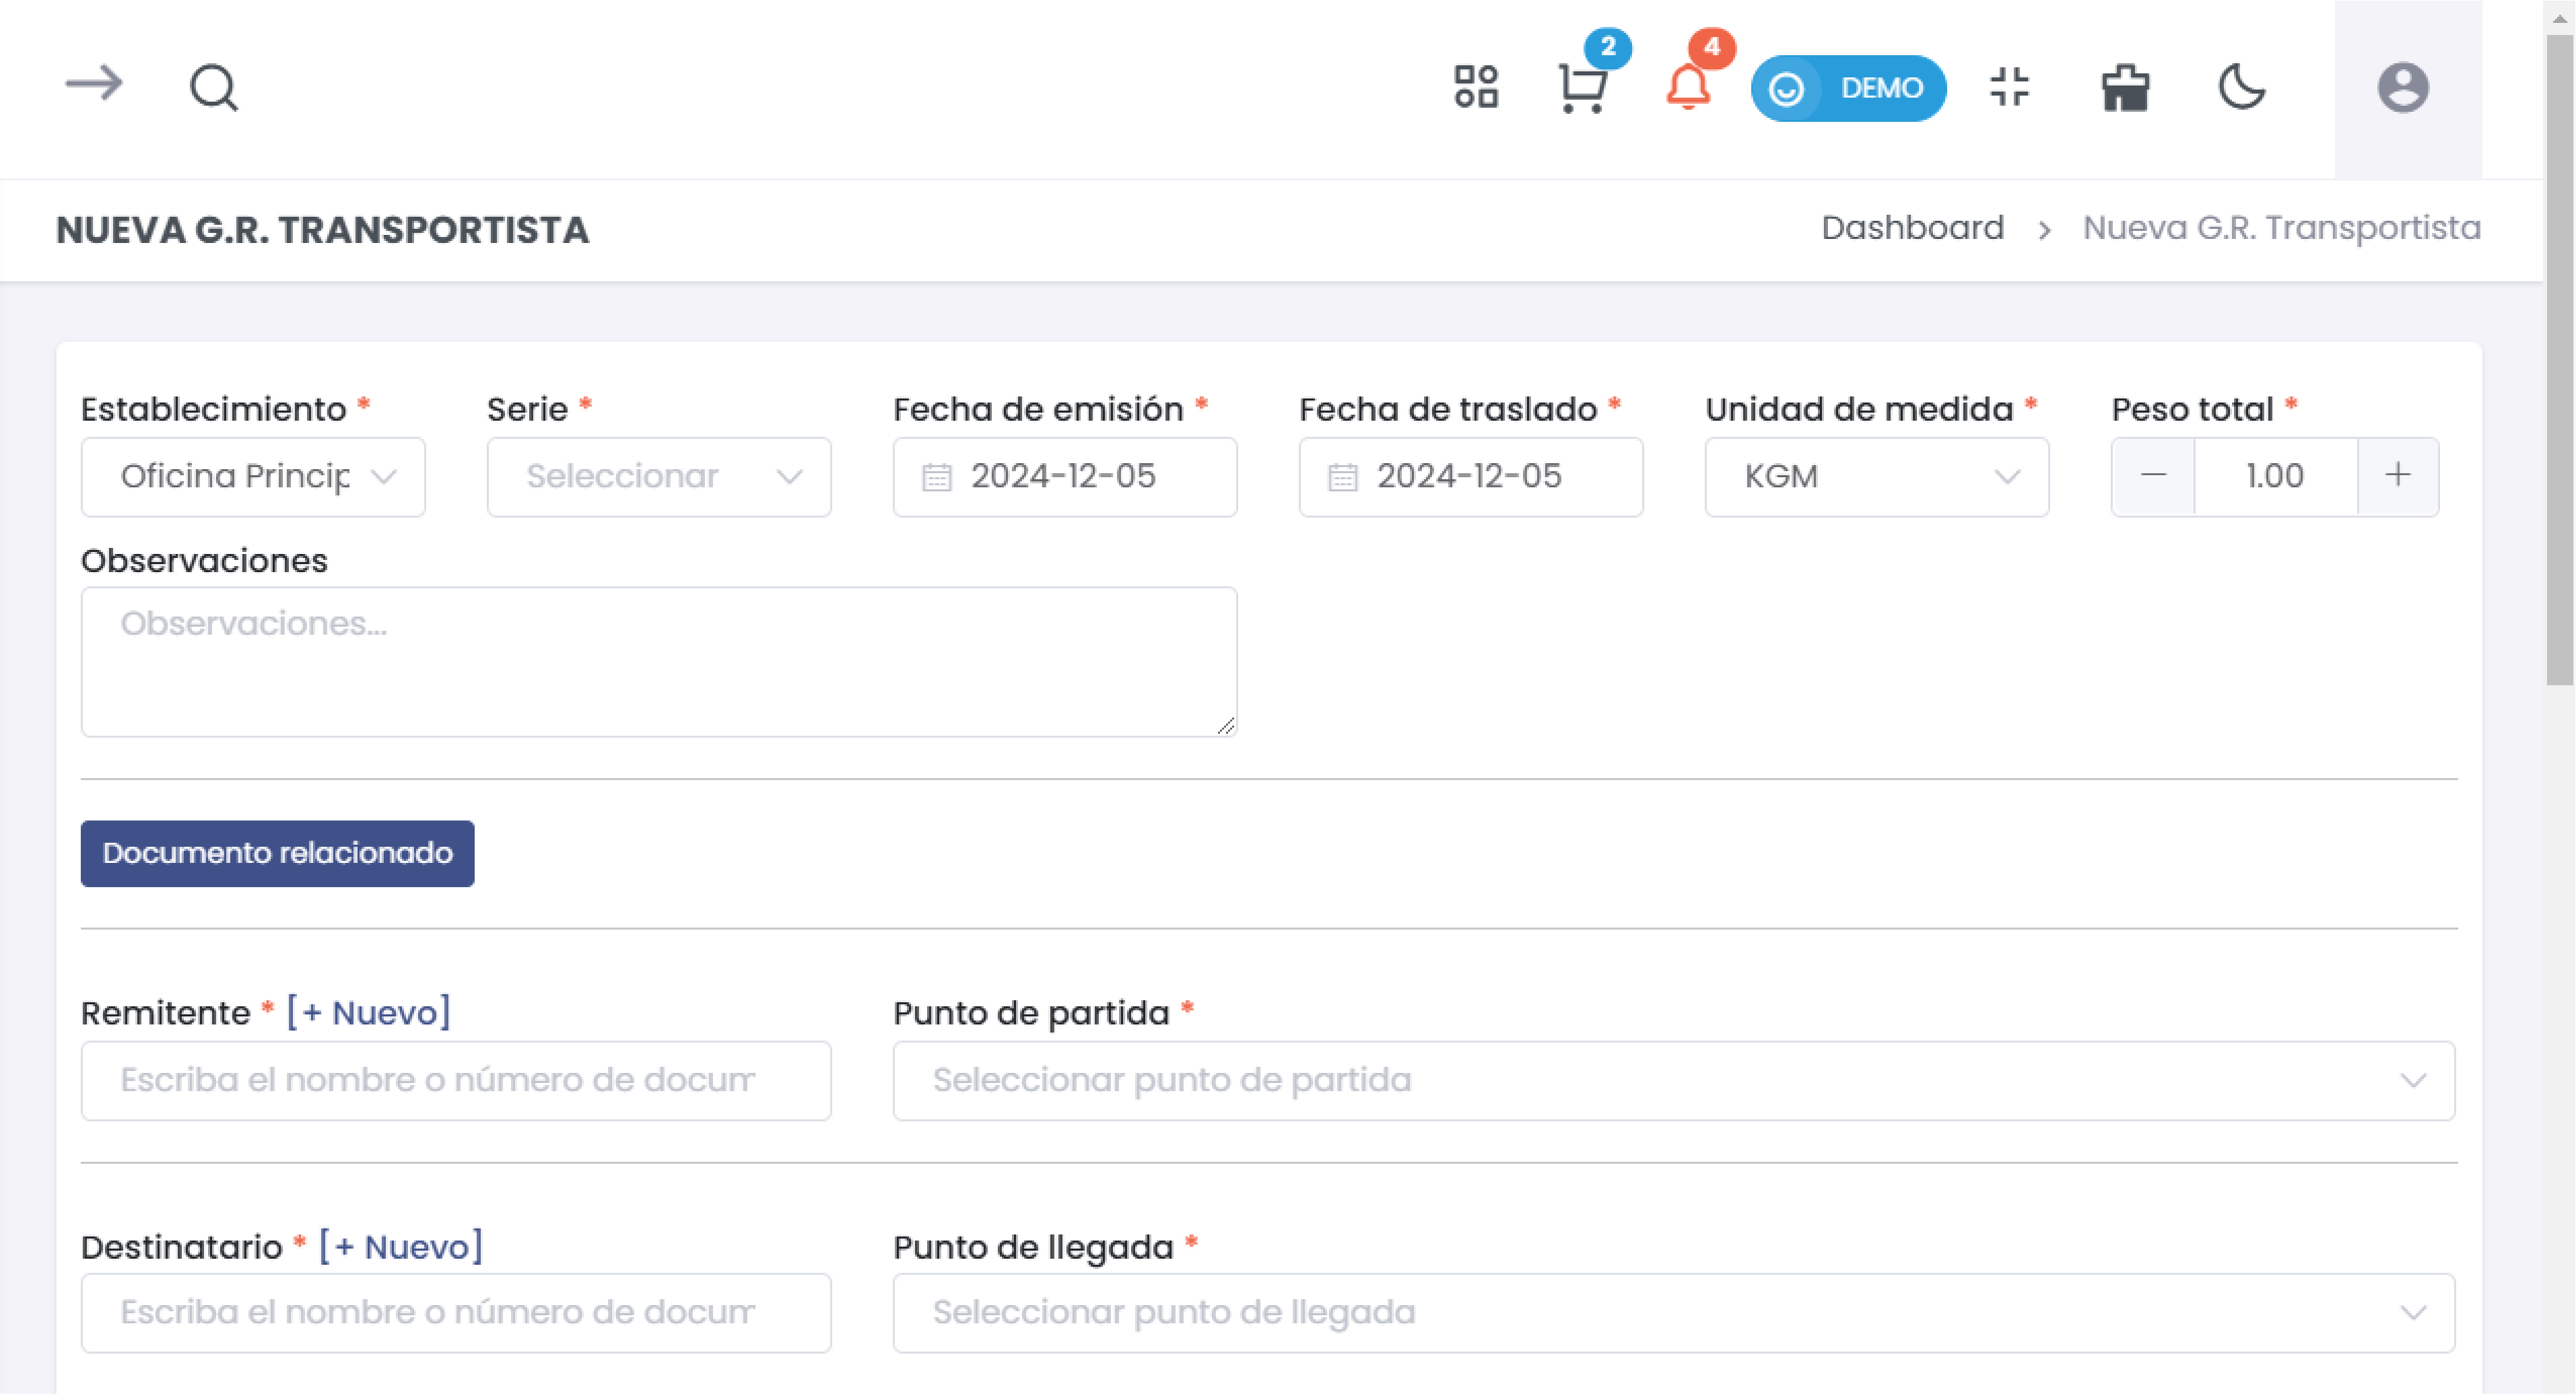 2
4
DEMO
NUEVA G.R. TRANSPORTISTA
Dashboard > Nueva G.R. Transportista
Establecimiento * Serie * Fecha de emisión * Fecha de traslado * Unidad de medida * Peso total *
Oficina Princip Seleccionar 2024-12-05 2024-12-05 KGM − 1.00 +
Observaciones
Observaciones...
Documento relacionado
Remitente * [+ Nuevo] Punto de partida *
Escriba el nombre o número de docum Seleccionar punto de partida
Destinatario * [+ Nuevo] Punto de llegada *
Escriba el nombre o número de docum Seleccionar punto de llegada